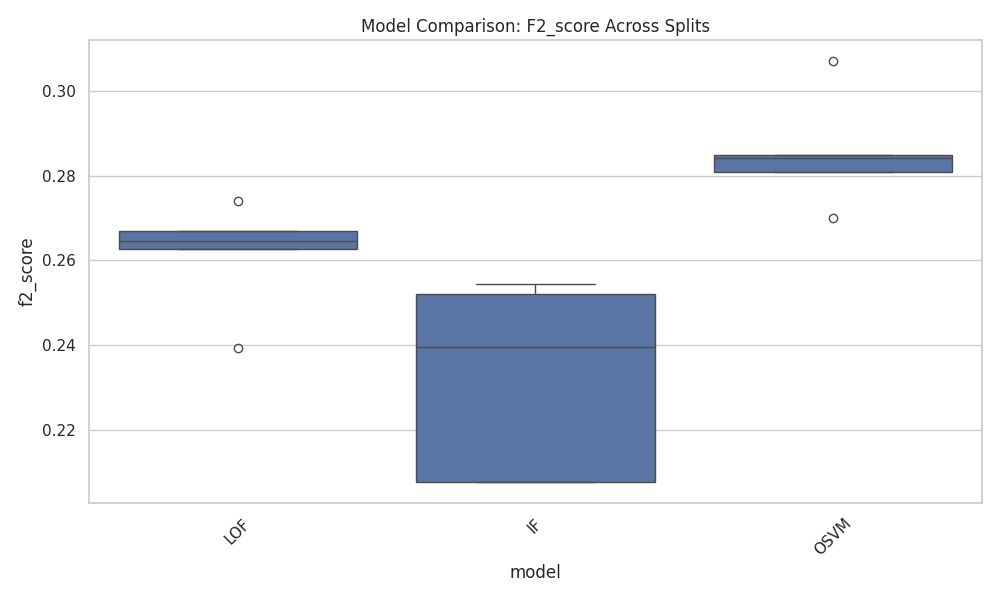 Model Comparison: F2_score Across Splits
f2_score
0.30
0.28
0.26
0.24
0.22
LOF
IF
OSVM
model